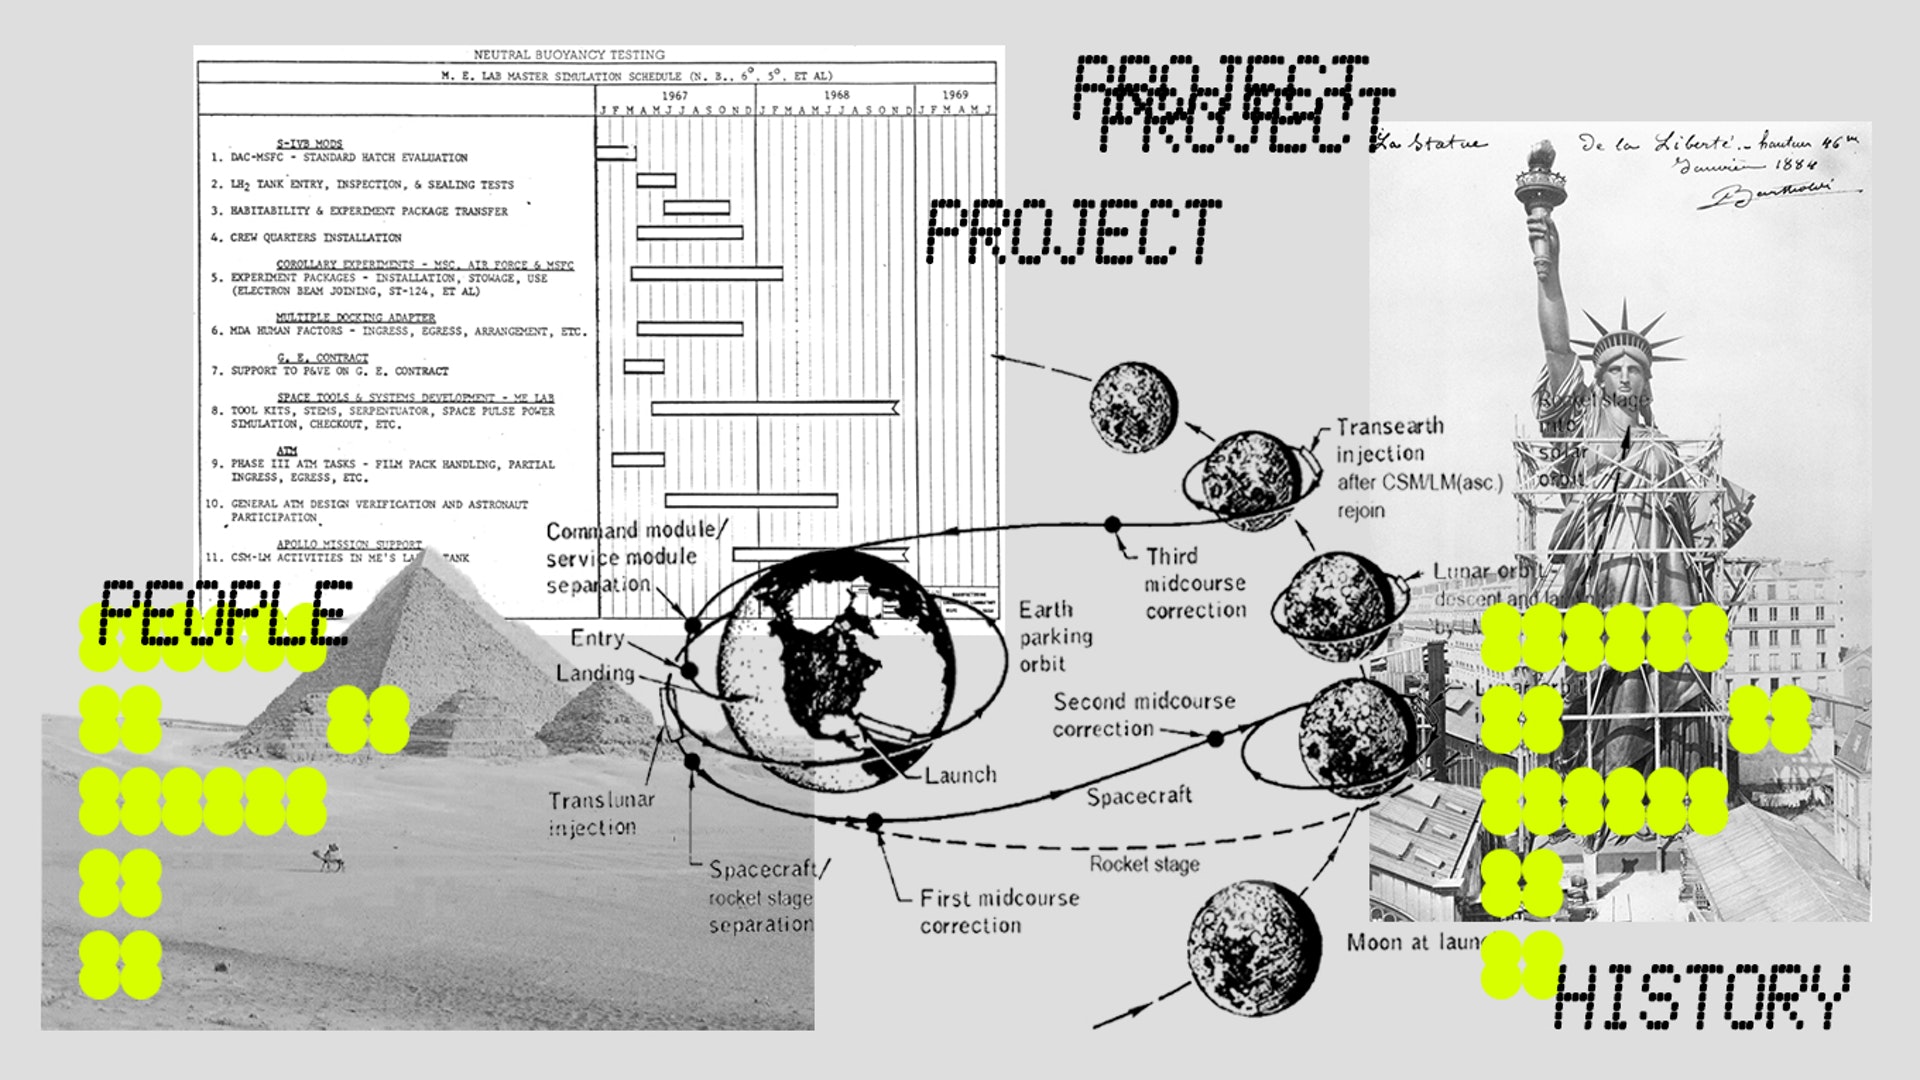 NEUTRAL BUOYANCY TESTING
M. E. LAB MASTER SIMULATION SCHEDULE (N. B., 6°, 5°, ET AL)
1967 1968 1969
J F M A M J J A S O N D J F M A M J J A S O N D J F M A M J
S-IVB MODS
1. DAC-MSFC - STANDARD HATCH EVALUATION
2. LH2 TANK ENTRY, INSPECTION, & SEALING TESTS
3. HABITABILITY & EXPERIMENT PACKAGE TRANSFER
4. CREW QUARTERS INSTALLATION
COROLLARY EXPERIMENTS - MSC, AIR FORCE & MSFC
5. EXPERIMENT PACKAGES - INSTALLATION, STOWAGE, USE
(ELECTRON BEAM JOINING, ST-124, ET AL)
MULTIPLE DOCKING ADAPTER
6. MDA HUMAN FACTORS - INGRESS, EGRESS, ARRANGEMENT, ETC.
G. E. CONTRACT
7. SUPPORT TO P&VE ON G. E. CONTRACT
SPACE TOOLS & SYSTEMS DEVELOPMENT - ME LAB
8. TOOL KITS, STEMS, SERPENTUATOR, SPACE PULSE POWER
SIMULATION, CHECKOUT, ETC.
ATM
9. PHASE III ATM TASKS - FILM PACK HANDLING, PARTIAL
INGRESS, EGRESS, ETC.
10. GENERAL ATM DESIGN VERIFICATION AND ASTRONAUT
PARTICIPATION
APOLLO MISSION SUPPORT
11. CSM-LM ACTIVITIES IN ME'S TANK
PROJECT
PROJECT
PROJECT
La Statue De la Liberté - hauteur 46m
Janvier 1884
Bartholdi
Rocket stage
into
solar
orbit
Transearth
injection
after CSM/LM(asc.)
rejoin
Command module/
service module
separation
Third
midcourse
correction
Lunar orbit
descent and
by LM
Entry
Landing
Earth
parking
orbit
Second midcourse
correction
Lunar orbit
Launch
Translunar
injection
Spacecraft
Rocket stage
Spacecraft/
rocket stage
separation
First midcourse
correction
Moon at
PEOPLE
HISTORY